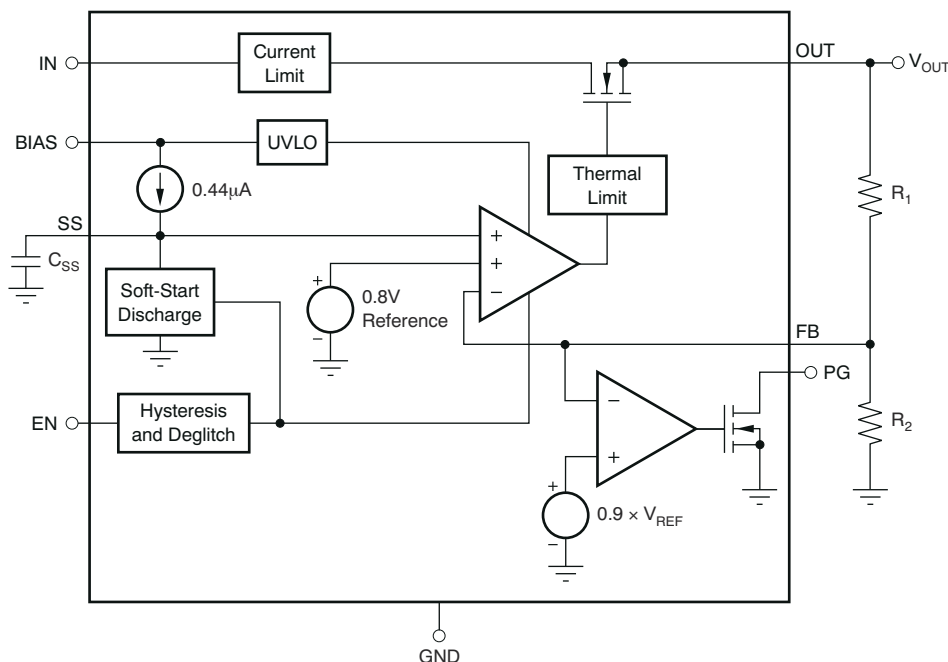 Current
Limit
IN
OUT
V_OUT
BIAS
UVLO
0.44µA
Thermal
Limit
R_1
SS
C_SS
+
+
−
+
−
0.8V
Reference
Soft-Start
Discharge
FB
PG
EN
Hysteresis
and Deglitch
−
+
R_2
+
−
0.9 × V_REF
GND